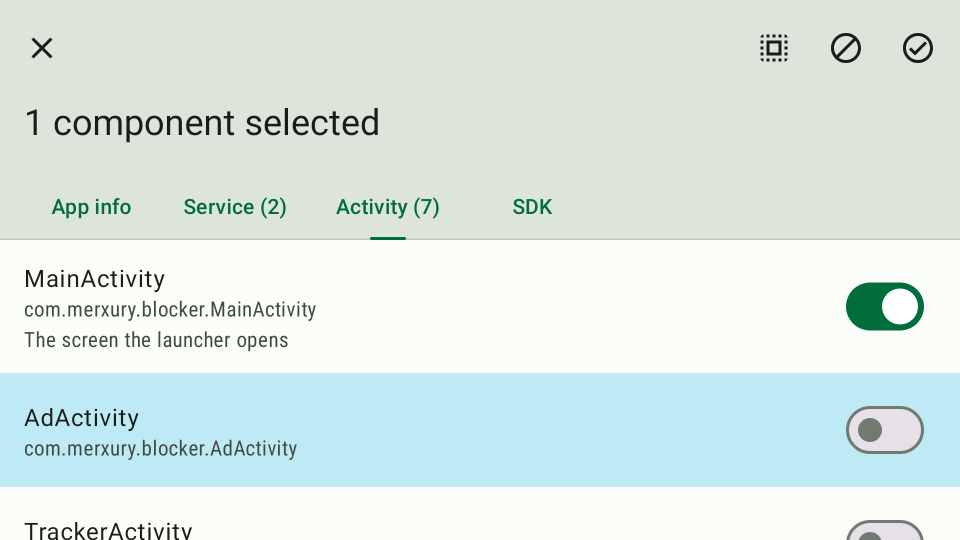 1 component selected
App info
Service (2)
Activity (7)
SDK
MainActivity
com.merxury.blocker.MainActivity
The screen the launcher opens
AdActivity
com.merxury.blocker.AdActivity
TrackerActivity